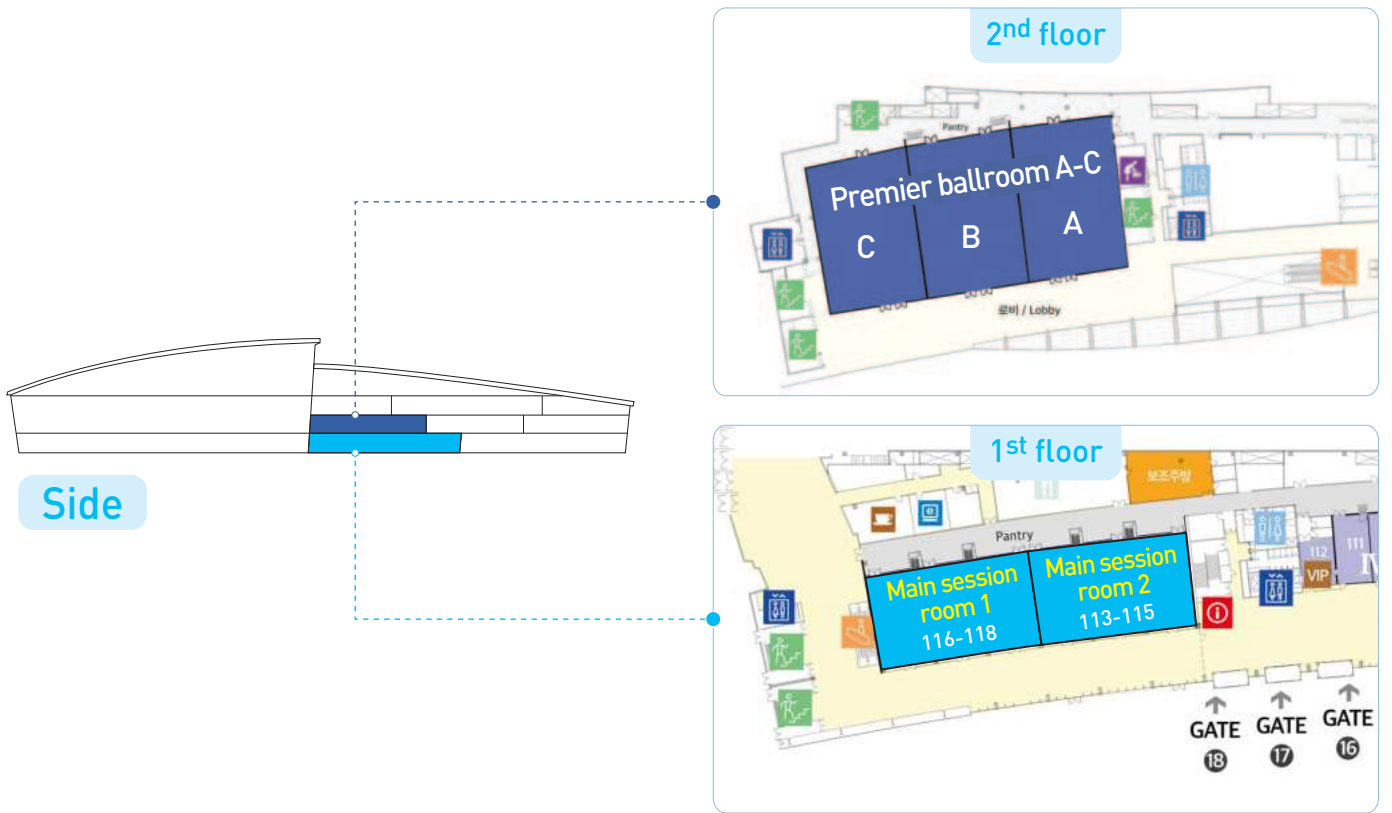 2nd floor
Pantry
Premier ballroom A-C
C
B
A
로비 / Lobby
Side
1st floor
보조주방
Pantry
Main session
room 1
116-118
Main session
room 2
113-115
112
VIP
111
GATE
18
GATE
17
GATE
16